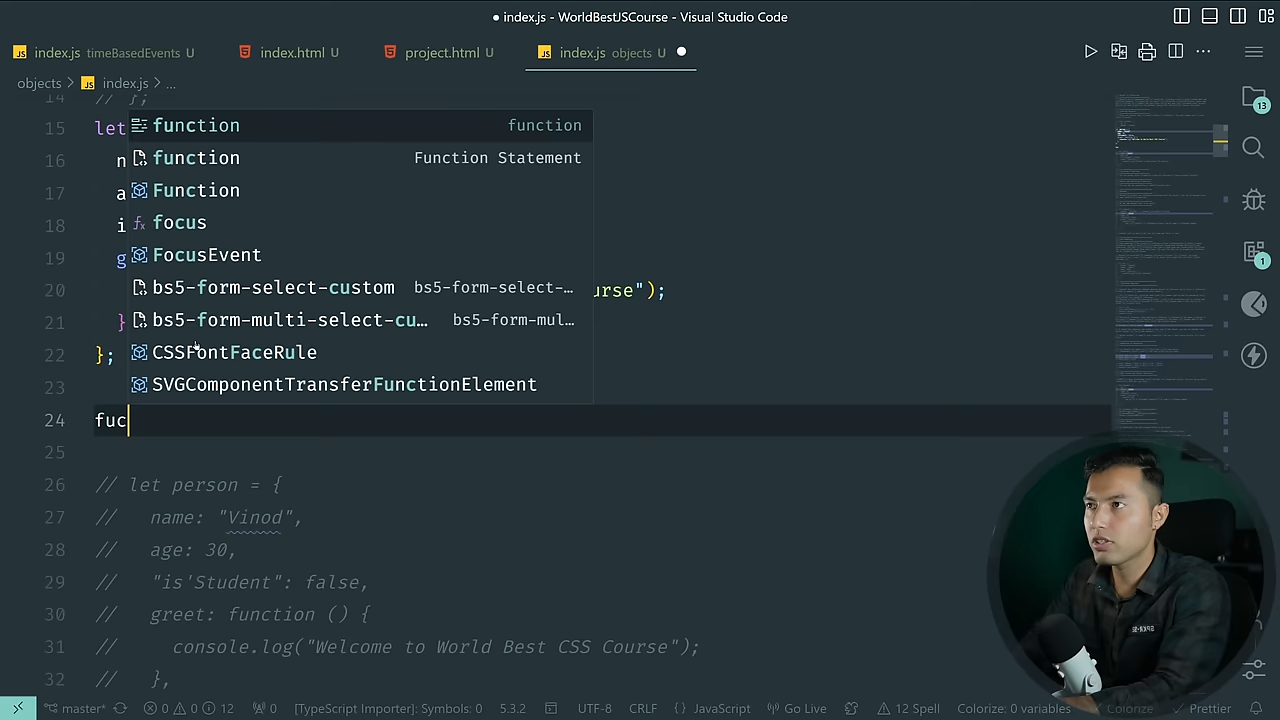 index.js - WorldBestJSCourse - Visual Studio Code
index.js timeBasedEvents U
index.html U
project.html U
index.js objects U
objects > index.js > ...
14 // };
15 let
16 n
17 a
18 i
19 g
20 urse");
21 }
22 };
23
24 fuc
25
26 // let person = {
27 // name: "Vinod",
28 // age: 30,
29 // "is'Student": false,
30 // greet: function () {
31 // console.log("Welcome to World Best CSS Course");
32 // },
function function
function Function Statement
Function
focus
FocusEvent
bs5-form-select-custom bs5-form-select-...
bs5-form-multi-select-cu... bs5-form-mul...
CSSFontFaceRule
SVGComponentTransferFunctionElement
13
1
master* 0 0 12 0 [TypeScript Importer]: Symbols: 0 5.3.2 UTF-8 CRLF {} JavaScript Go Live 12 Spell Colorize: 0 variables Colorize Prettier